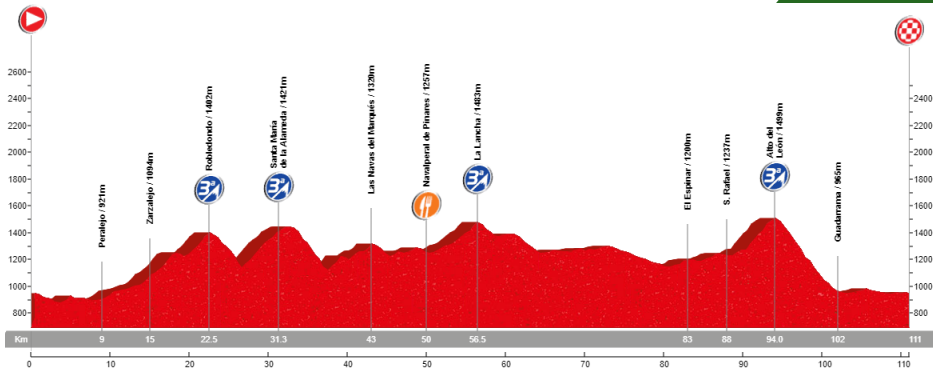 2600
2400
2200
2000
1800
1600
1400
1200
1000
800
Peralejo / 921m
Zarzalejo / 1094m
Robledondo / 1402m
3ª
Santa María
de la Alameda / 1421m
3ª
Las Navas del Marqués / 1320m
Navalperal de Pinares / 1257m
La Lancha / 1483m
3ª
El Espinar / 1200m
S. Rafael / 1237m
Alto del
León / 1499m
3ª
Guadarrama / 965m
2400
2200
2000
1800
1600
1400
1200
1000
800
Km 9 15 22.5 31.3 43 50 56.5 83 88 94.0 102 111
0 10 20 30 40 50 60 70 80 90 100 110